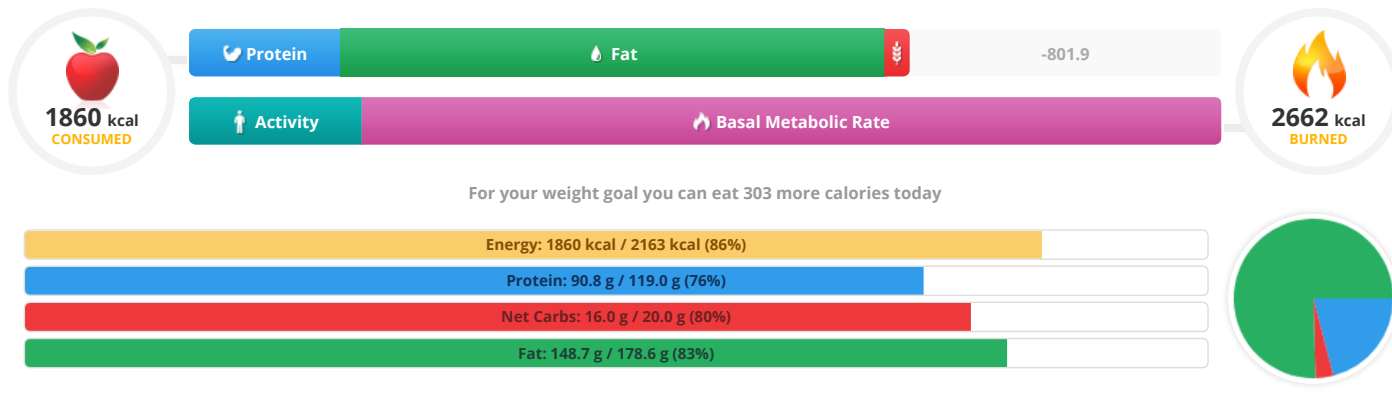 Protein
Fat
-801.9
1860 kcal
CONSUMED
Activity
Basal Metabolic Rate
2662 kcal
BURNED
For your weight goal you can eat 303 more calories today
Energy: 1860 kcal / 2163 kcal (86%)
Protein: 90.8 g / 119.0 g (76%)
Net Carbs: 16.0 g / 20.0 g (80%)
Fat: 148.7 g / 178.6 g (83%)